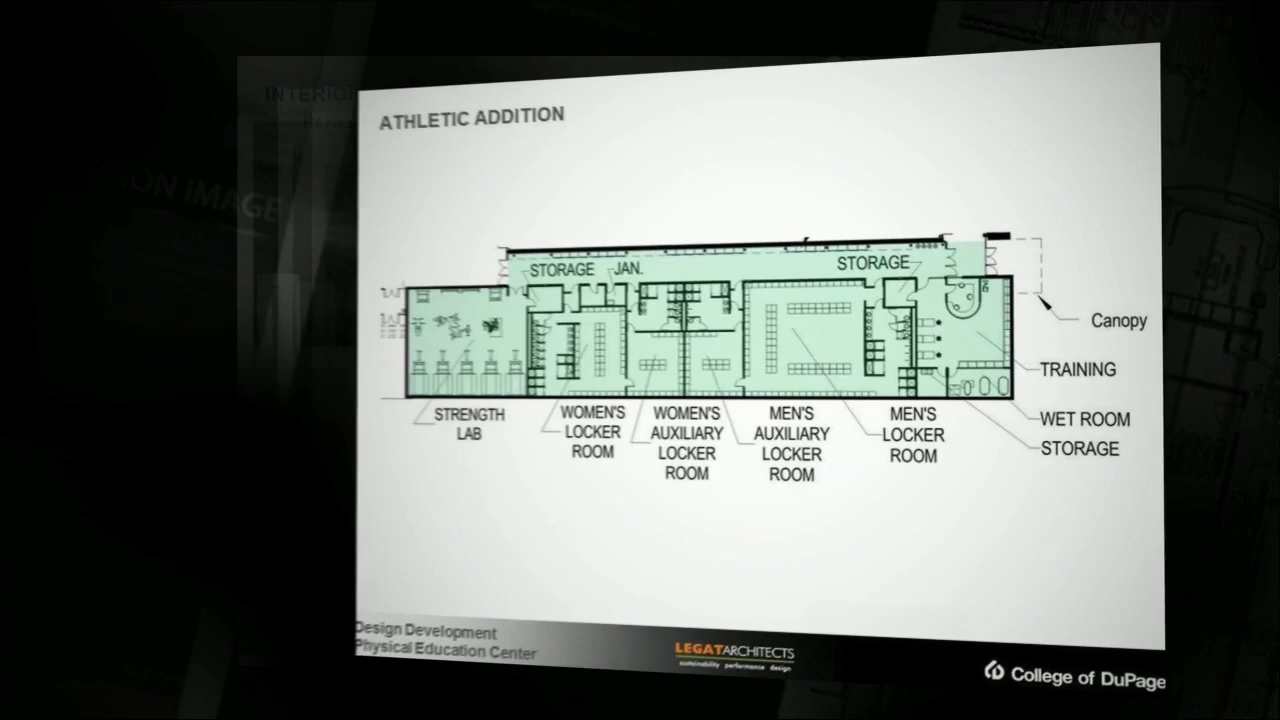 ATHLETIC ADDITION
STORAGE
JAN.
STORAGE
Canopy
TRAINING
WET ROOM
STORAGE
STRENGTH
LAB
WOMEN'S
LOCKER
ROOM
WOMEN'S
AUXILIARY
LOCKER
ROOM
MEN'S
AUXILIARY
LOCKER
ROOM
MEN'S
LOCKER
ROOM
Design Development
Physical Education Center
LEGATARCHITECTS
sustainability performance design
College of DuPage
ON IMAGE